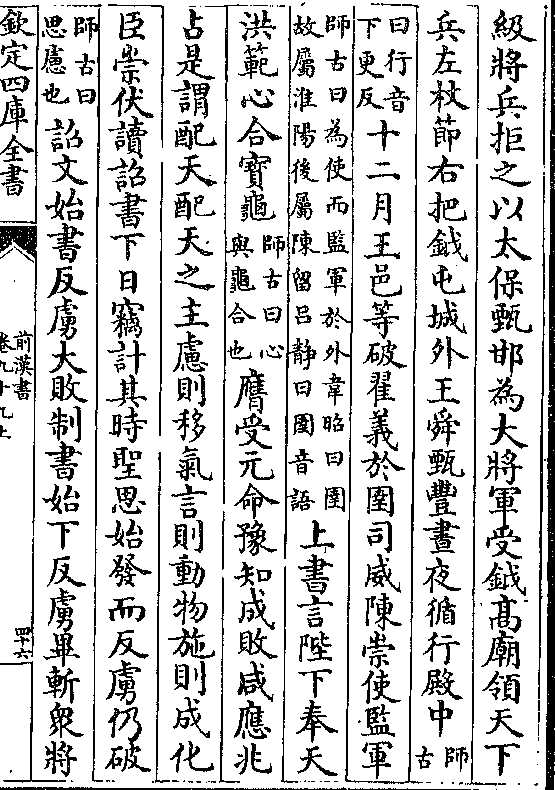 級將兵拒之以太保甄邯為大將軍受鉞高廟領天下
兵左杖節右把鉞屯城外王舜甄豐晝夜循行殿中師古
曰行音下更反十二月王邑等破翟義於圉司威陳崇使監軍
師古曰為使而監軍於外韋昭曰圉故屬淮陽後屬陳留呂静曰圉音語上書言陛下奉天
洪範心合寶龜師古曰心與龜合也膺受元命豫知成敗咸應兆
占是謂配天配天之主慮則移氣言則動物施則成化
臣崇伏讀詔書下日竊計其時聖思始發而反虜仍破
師古曰思慮也詔文始書反虜大敗制書始下反虜畢斬衆將
欽定四庫全書
前漢書
卷九十九上
四十六